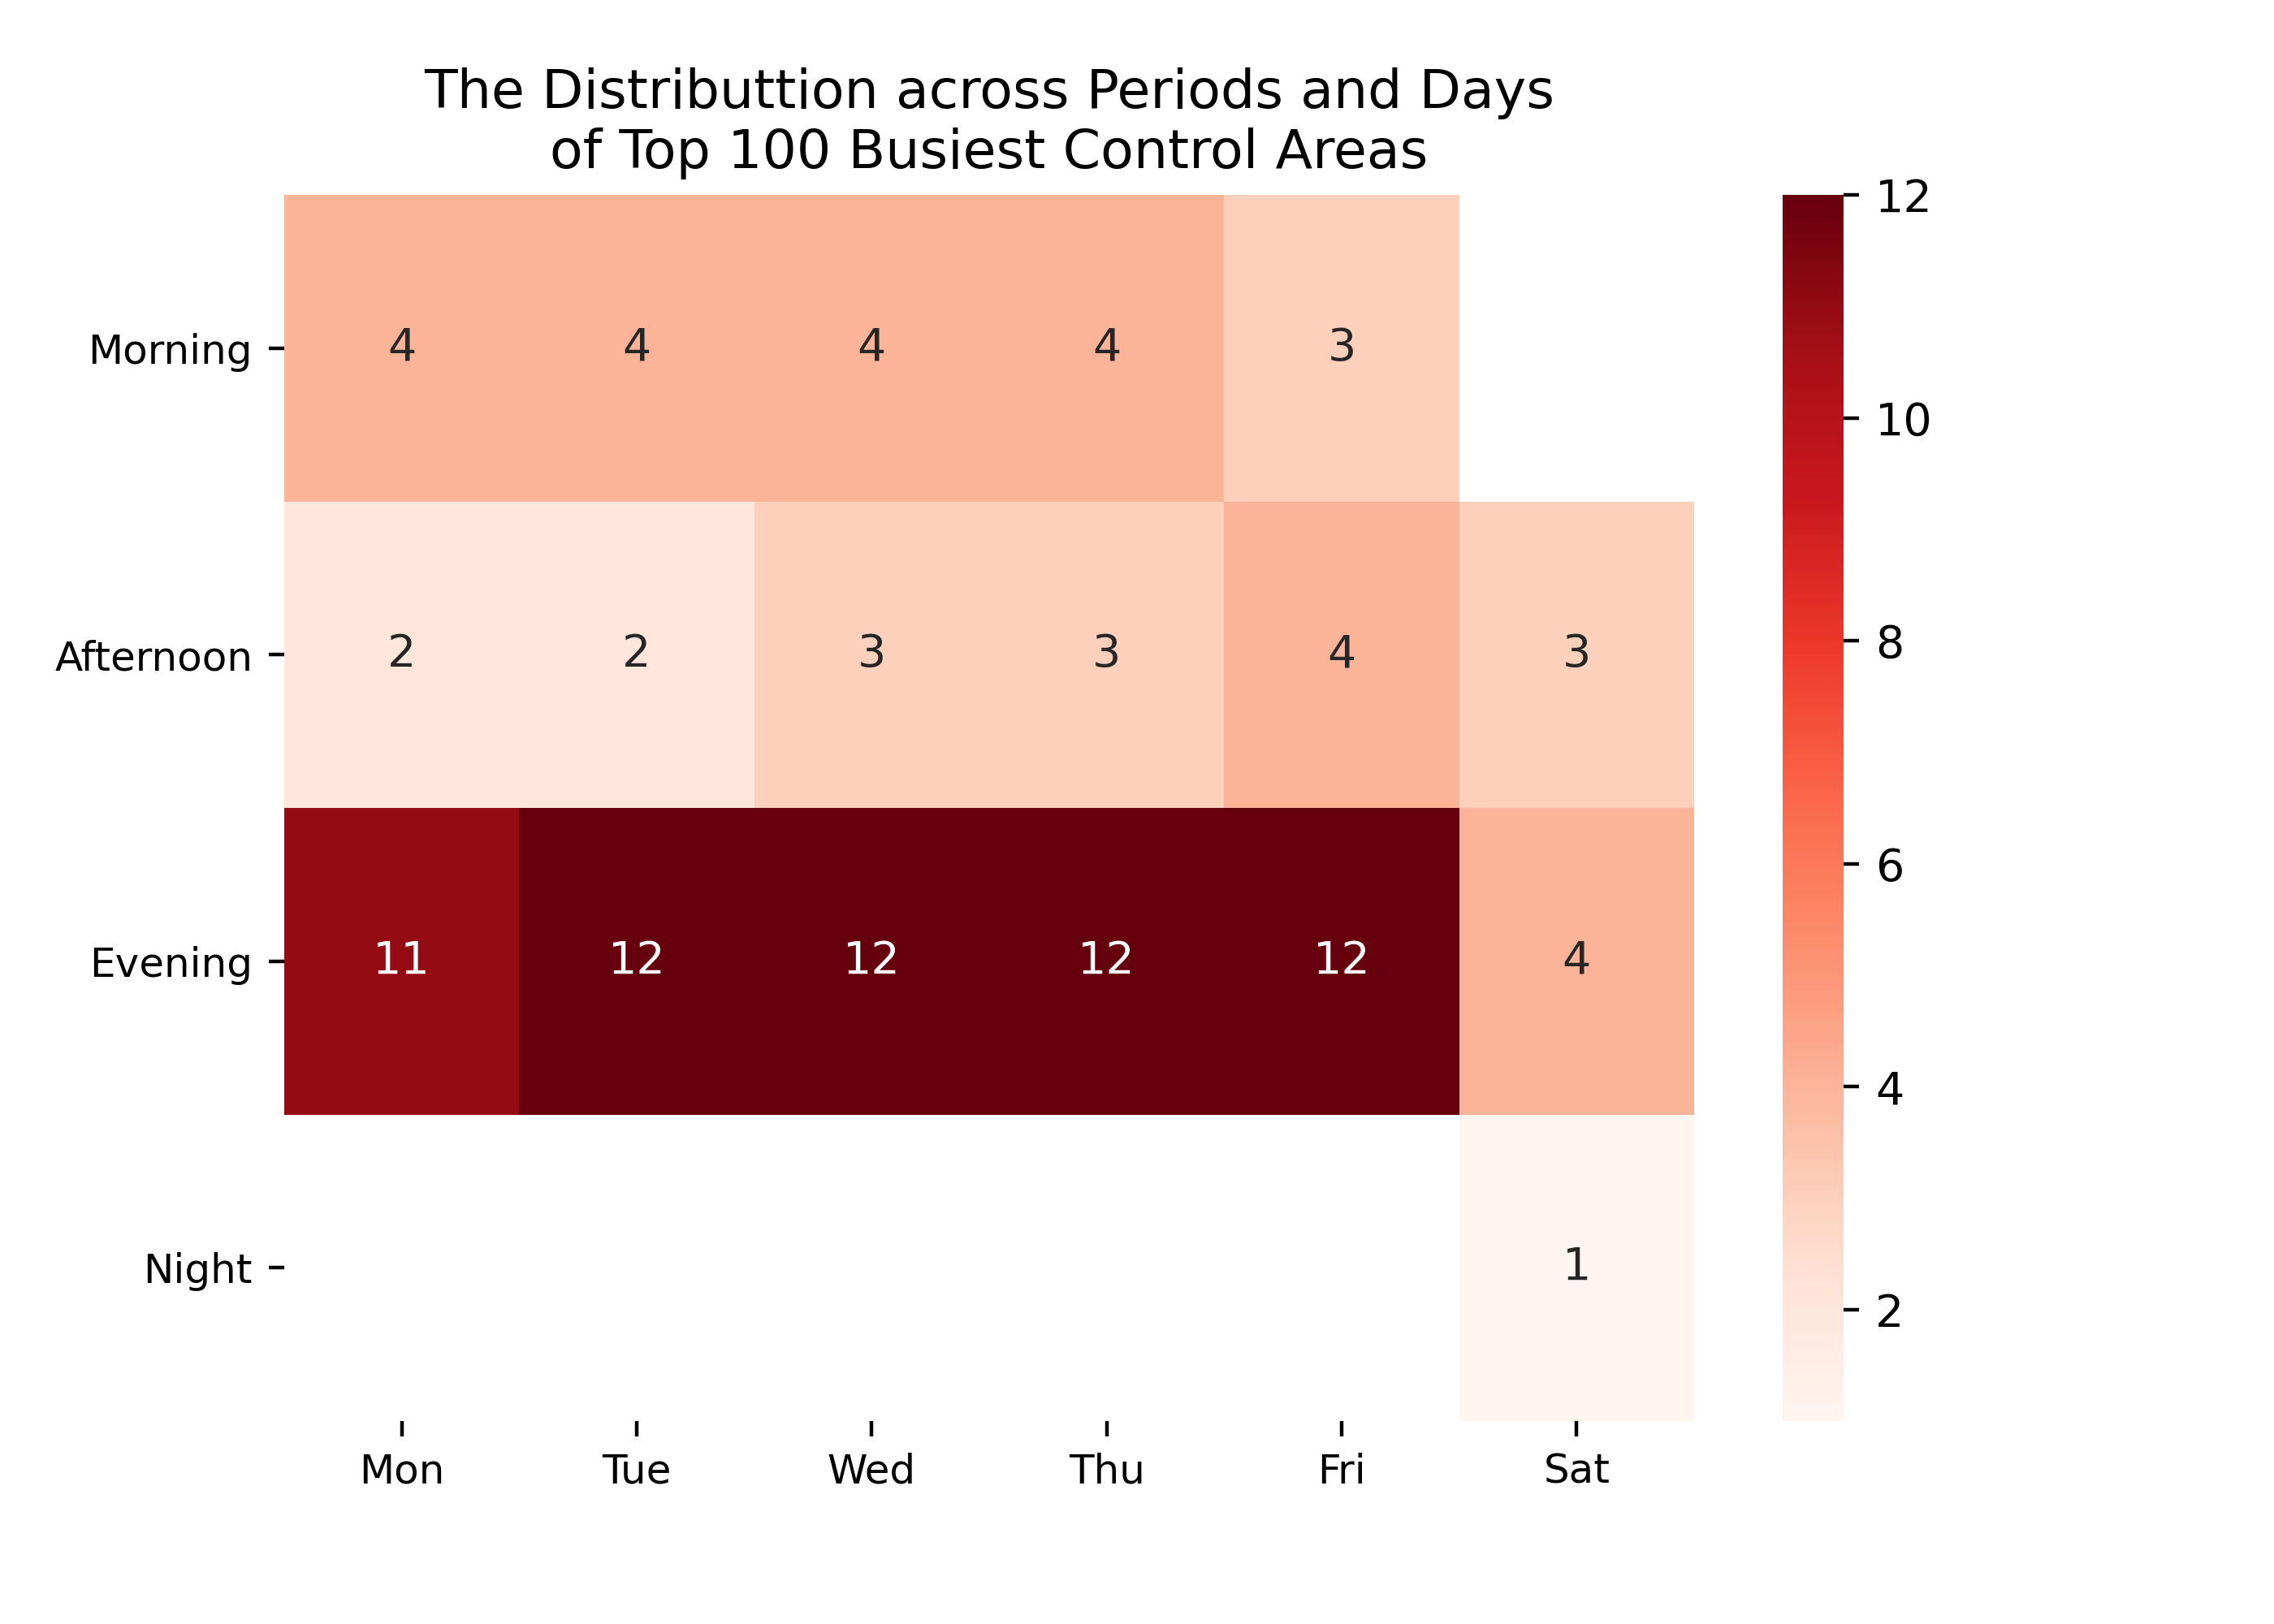 The Distributtion across Periods and Days
of Top 100 Busiest Control Areas
Morning 4 4 4 4 3
Afternoon 2 2 3 3 4 3
Evening 11 12 12 12 12 4
Night 1
Mon Tue Wed Thu Fri Sat
12
10
8
6
4
2